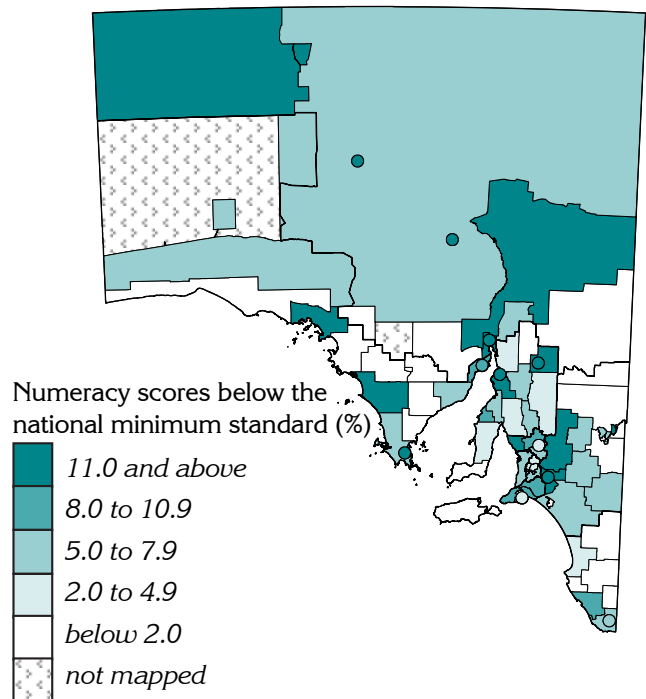 Numeracy scores below the
national minimum standard (%)
11.0 and above
8.0 to 10.9
5.0 to 7.9
2.0 to 4.9
below 2.0
not mapped